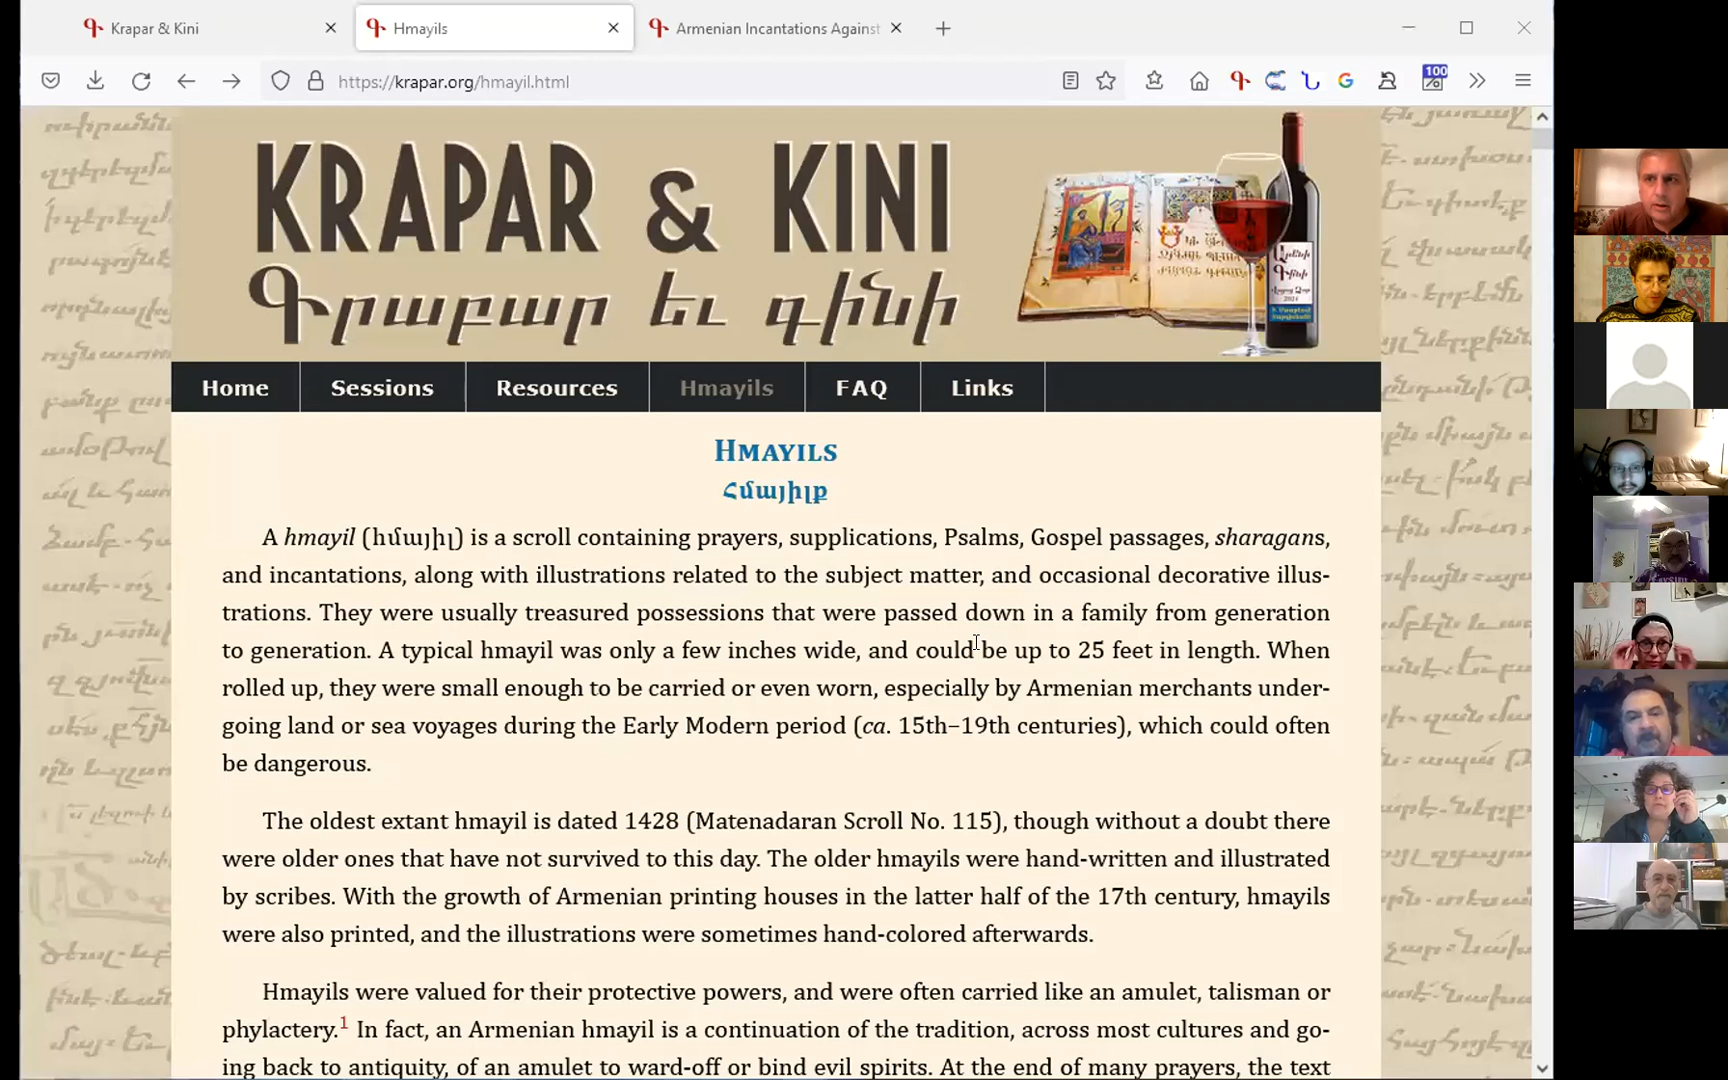 Krapar & Kini
Hmayils
Armenian Incantations Against
https://krapar.org/hmayil.html
100
%
KRAPAR & KINI
Գրաբար եւ գինի
Home
Sessions
Resources
Hmayils
FAQ
Links
HMAYILS
Հմայիլք
A hmayil (հմայիլ) is a scroll containing prayers, supplications, Psalms, Gospel passages, sharagans,
and incantations, along with illustrations related to the subject matter, and occasional decorative illus-
trations. They were usually treasured possessions that were passed down in a family from generation
to generation. A typical hmayil was only a few inches wide, and could be up to 25 feet in length. When
rolled up, they were small enough to be carried or even worn, especially by Armenian merchants under-
going land or sea voyages during the Early Modern period (ca. 15th–19th centuries), which could often
be dangerous.
The oldest extant hmayil is dated 1428 (Matenadaran Scroll No. 115), though without a doubt there
were older ones that have not survived to this day. The older hmayils were hand-written and illustrated
by scribes. With the growth of Armenian printing houses in the latter half of the 17th century, hmayils
were also printed, and the illustrations were sometimes hand-colored afterwards.
Hmayils were valued for their protective powers, and were often carried like an amulet, talisman or
phylactery.1 In fact, an Armenian hmayil is a continuation of the tradition, across most cultures and go-
ing back to antiquity, of an amulet to ward-off or bind evil spirits. At the end of many prayers, the text